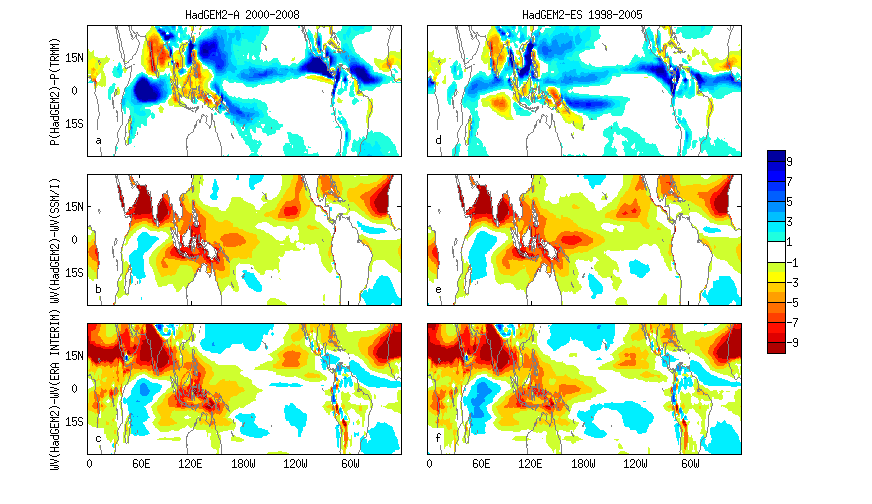 HadGEM2-A 2000-2008
HadGEM2-ES 1998-2005
P(HadGEM2)-P(TRMM)
15N
0
15S
a
d
WV(HadGEM2)-WV(SSM/I)
15N
0
15S
b
e
WV(HadGEM2)-WV(ERA INTERIM)
15N
0
15S
c
f
0 60E 120E 180W 120W 60W
0 60E 120E 180W 120W 60W
9
7
5
3
1
-1
-3
-5
-7
-9